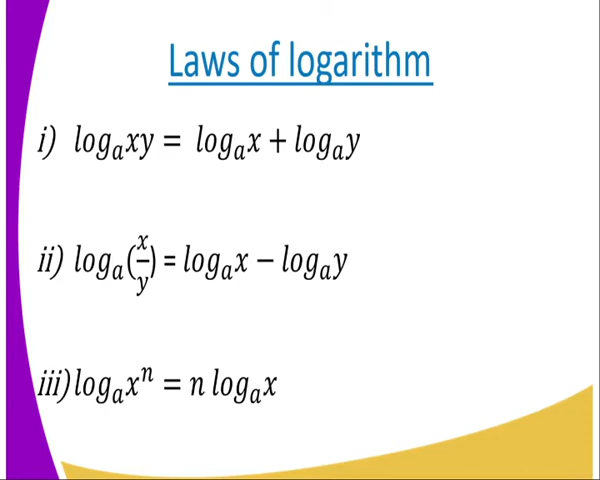 Laws of logarithm
i) logₐxy = logₐx + logₐy
ii) logₐ(x/y) = logₐx − logₐy
iii) logₐxⁿ = n logₐx